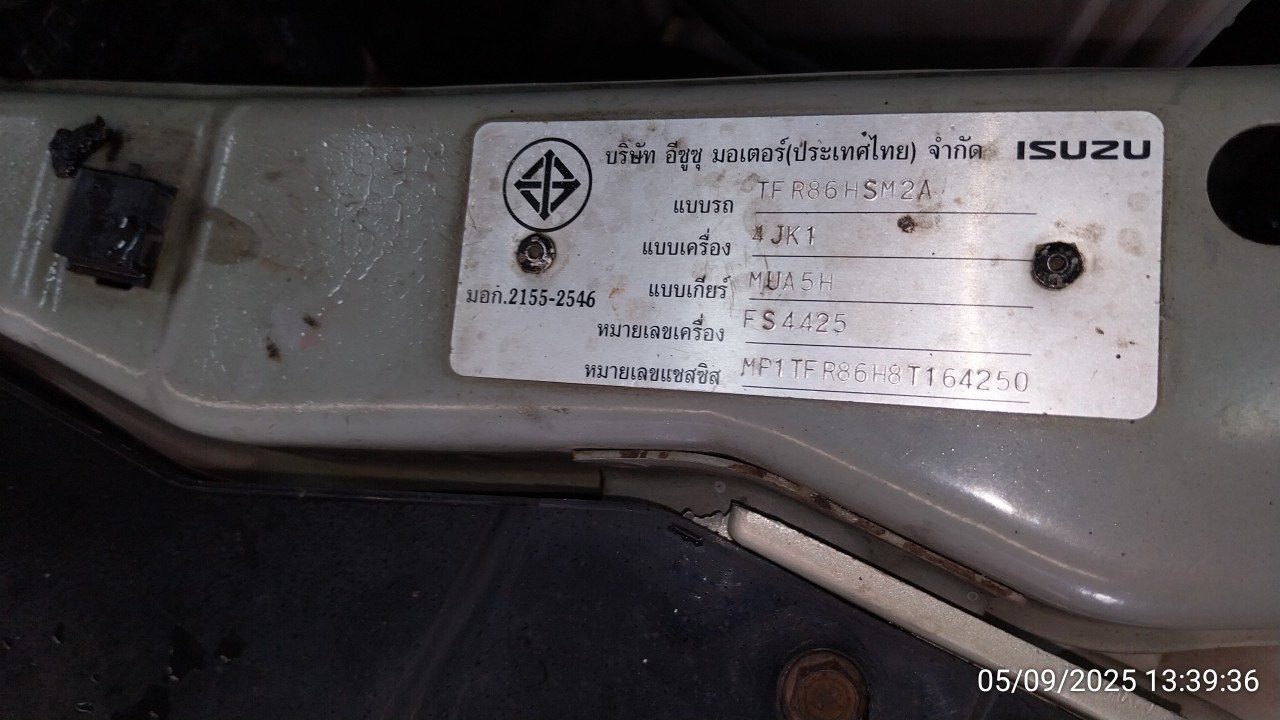 บริษัท อีซูซุ มอเตอร์(ประเทศไทย) จำกัด ISUZU
แบบรถ TFR86HSM2A
แบบเครื่อง 4JK1
แบบเกียร์ MUA5H
มอก.2155-2546
หมายเลขเครื่อง FS4425
หมายเลขแชสซิส MP1TFR86H8T164250
05/09/2025 13:39:36